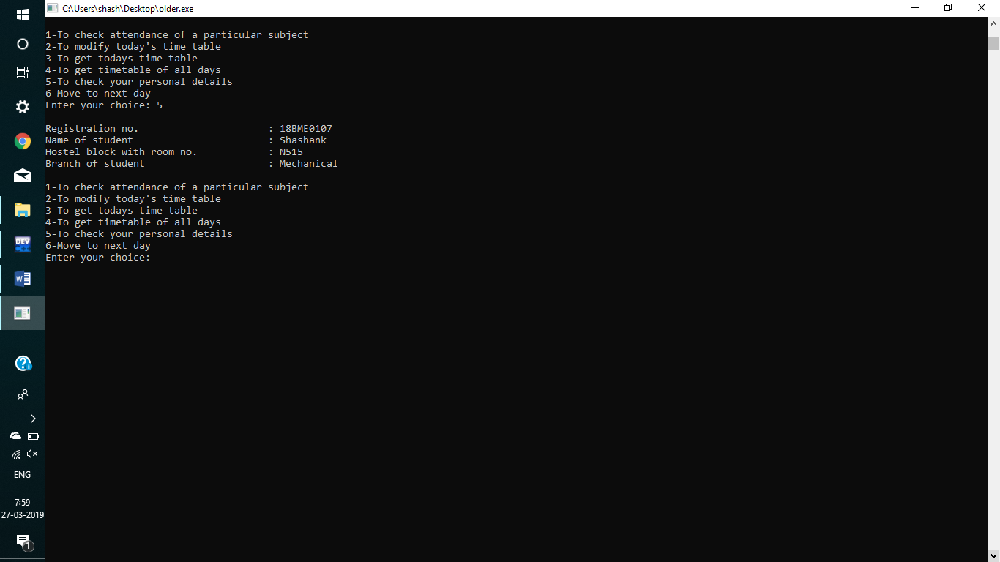 C:\Users\shash\Desktop\older.exe
1-To check attendance of a particular subject
2-To modify today's time table
3-To get todays time table
4-To get timetable of all days
5-To check your personal details
6-Move to next day
Enter your choice: 5
Registration no. : 18BME0107
Name of student : Shashank
Hostel block with room no. : N515
Branch of student : Mechanical
1-To check attendance of a particular subject
2-To modify today's time table
3-To get todays time table
4-To get timetable of all days
5-To check your personal details
6-Move to next day
Enter your choice:
DEV
W
ENG
7:59
27-03-2019
1